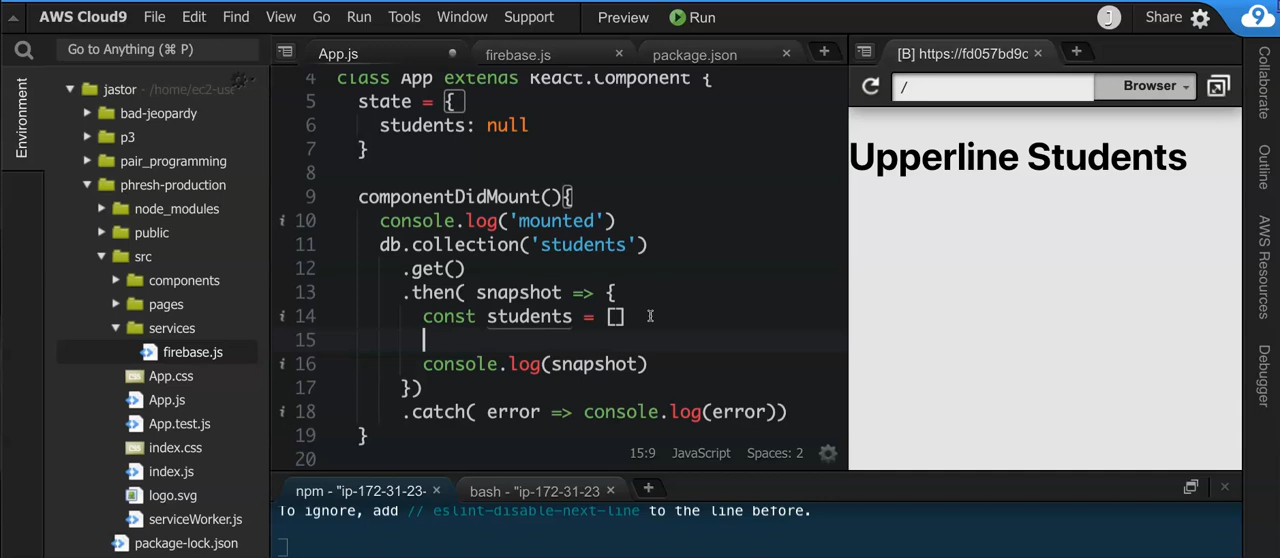 AWS Cloud9 File Edit Find View Go Run Tools Window Support Preview Run J Share 9
Go to Anything (⌘ P)
App.js firebase.js package.json
[B] https://fd057bd9c
/ Browser
Environment
jastor - /home/ec2-use
bad-jeopardy
p3
pair_programming
phresh-production
node_modules
public
src
components
pages
services
firebase.js
App.css
App.js
App.test.js
index.css
index.js
logo.svg
serviceWorker.js
package-lock.json
4 class App extends React.Component {
5 state = {
6 students: null
7 }
8
9 componentDidMount(){
10 console.log('mounted')
11 db.collection('students')
12 .get()
13 .then( snapshot => {
14 const students = []
15
16 console.log(snapshot)
17 })
18 .catch( error => console.log(error))
19 }
20
15:9 JavaScript Spaces: 2
Upperline Students
Collaborate
Outline
AWS Resources
Debugger
npm - "ip-172-31-23- bash - "ip-172-31-23
To ignore, add // eslint-disable-next-line to the line before.